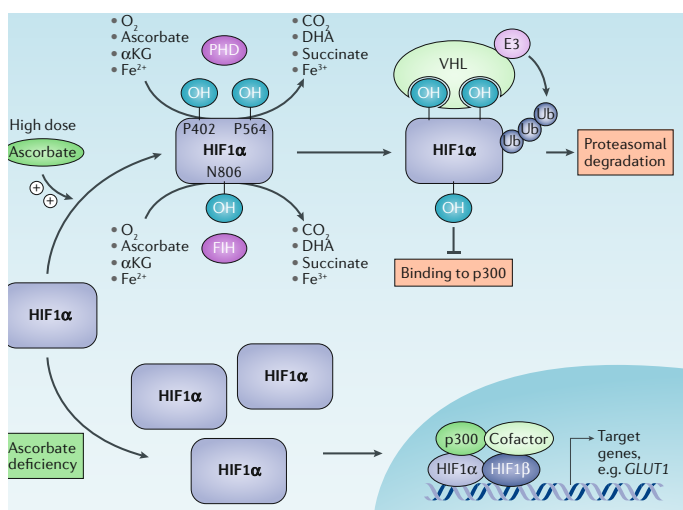 • O₂
• Ascorbate
• αKG
• Fe²⁺
PHD
• CO₂
• DHA
• Succinate
• Fe³⁺
OH
OH
P402
P564
HIF1α
N806
OH
FIH
• O₂
• Ascorbate
• αKG
• Fe²⁺
• CO₂
• DHA
• Succinate
• Fe³⁺
High dose
Ascorbate
+
+
HIF1α
VHL
E3
OH
OH
Ub
Ub
Ub
HIF1α
OH
Proteasomal
degradation
Binding to p300
HIF1α
HIF1α
HIF1α
Ascorbate
deficiency
p300
Cofactor
HIF1α
HIF1β
Target
genes,
e.g. GLUT1